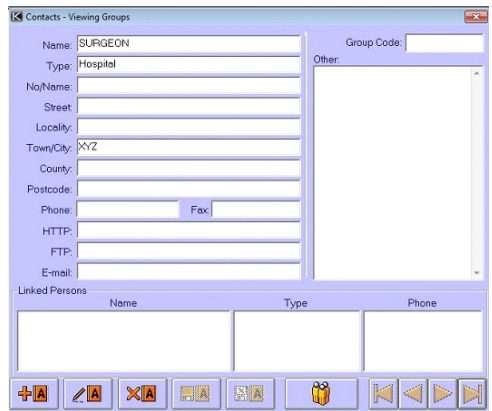 Contacts - Viewing Groups
Name: SURGEON
Group Code:
Type: Hospital
Other:
No/Name:
Street:
Locality:
Town/City: XYZ
County:
Postcode:
Phone: Fax:
HTTP:
FTP:
E-mail:
Linked Persons
Name Type Phone
A A A A A